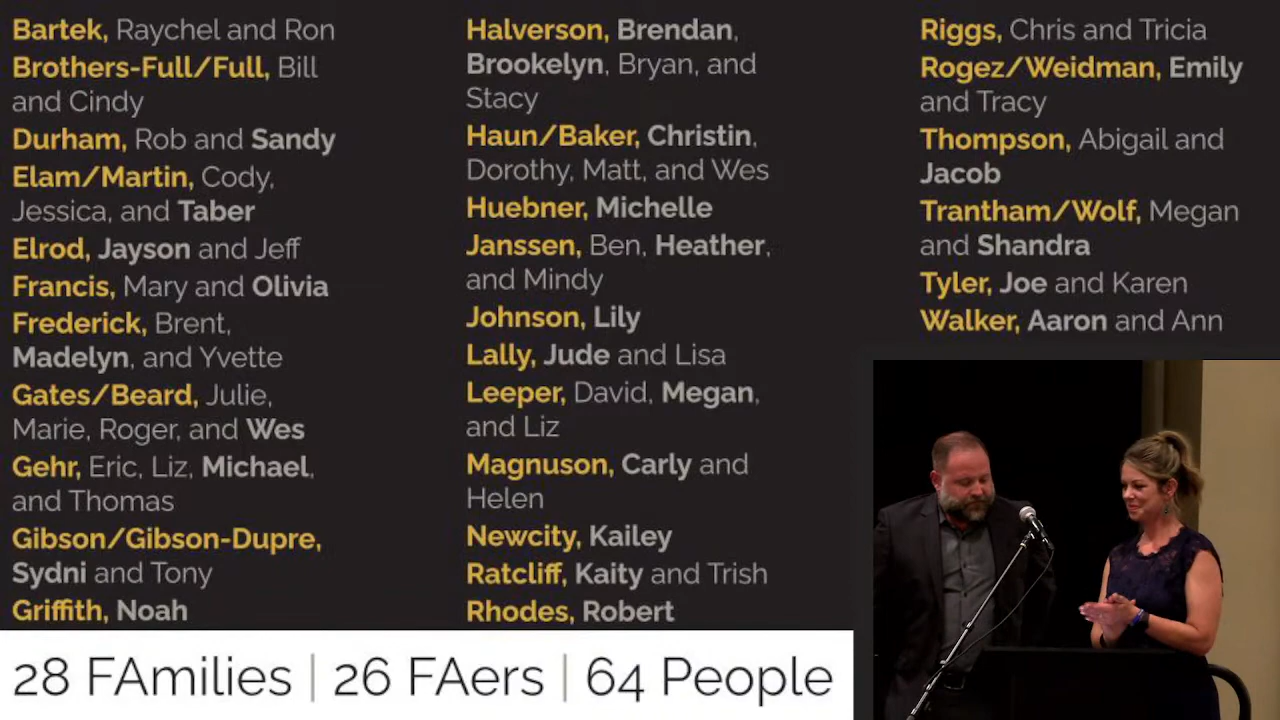 Bartek, Raychel and Ron
Brothers-Full/Full, Bill
and Cindy
Durham, Rob and Sandy
Elam/Martin, Cody,
Jessica, and Taber
Elrod, Jayson and Jeff
Francis, Mary and Olivia
Frederick, Brent,
Madelyn, and Yvette
Gates/Beard, Julie,
Marie, Roger, and Wes
Gehr, Eric, Liz, Michael,
and Thomas
Gibson/Gibson-Dupre,
Sydni and Tony
Griffith, Noah
Halverson, Brendan,
Brookelyn, Bryan, and
Stacy
Haun/Baker, Christin,
Dorothy, Matt, and Wes
Huebner, Michelle
Janssen, Ben, Heather,
and Mindy
Johnson, Lily
Lally, Jude and Lisa
Leeper, David, Megan,
and Liz
Magnuson, Carly and
Helen
Newcity, Kailey
Ratcliff, Kaity and Trish
Rhodes, Robert
Riggs, Chris and Tricia
Rogez/Weidman, Emily
and Tracy
Thompson, Abigail and
Jacob
Trantham/Wolf, Megan
and Shandra
Tyler, Joe and Karen
Walker, Aaron and Ann
28 FAmilies | 26 FAers | 64 People